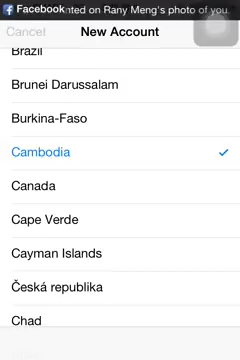 Facebook nted on Rany Meng's photo of you.
Cancel New Account
Brazil
Brunei Darussalam
Burkina-Faso
Cambodia
Canada
Cape Verde
Cayman Islands
Česká republika
Chad